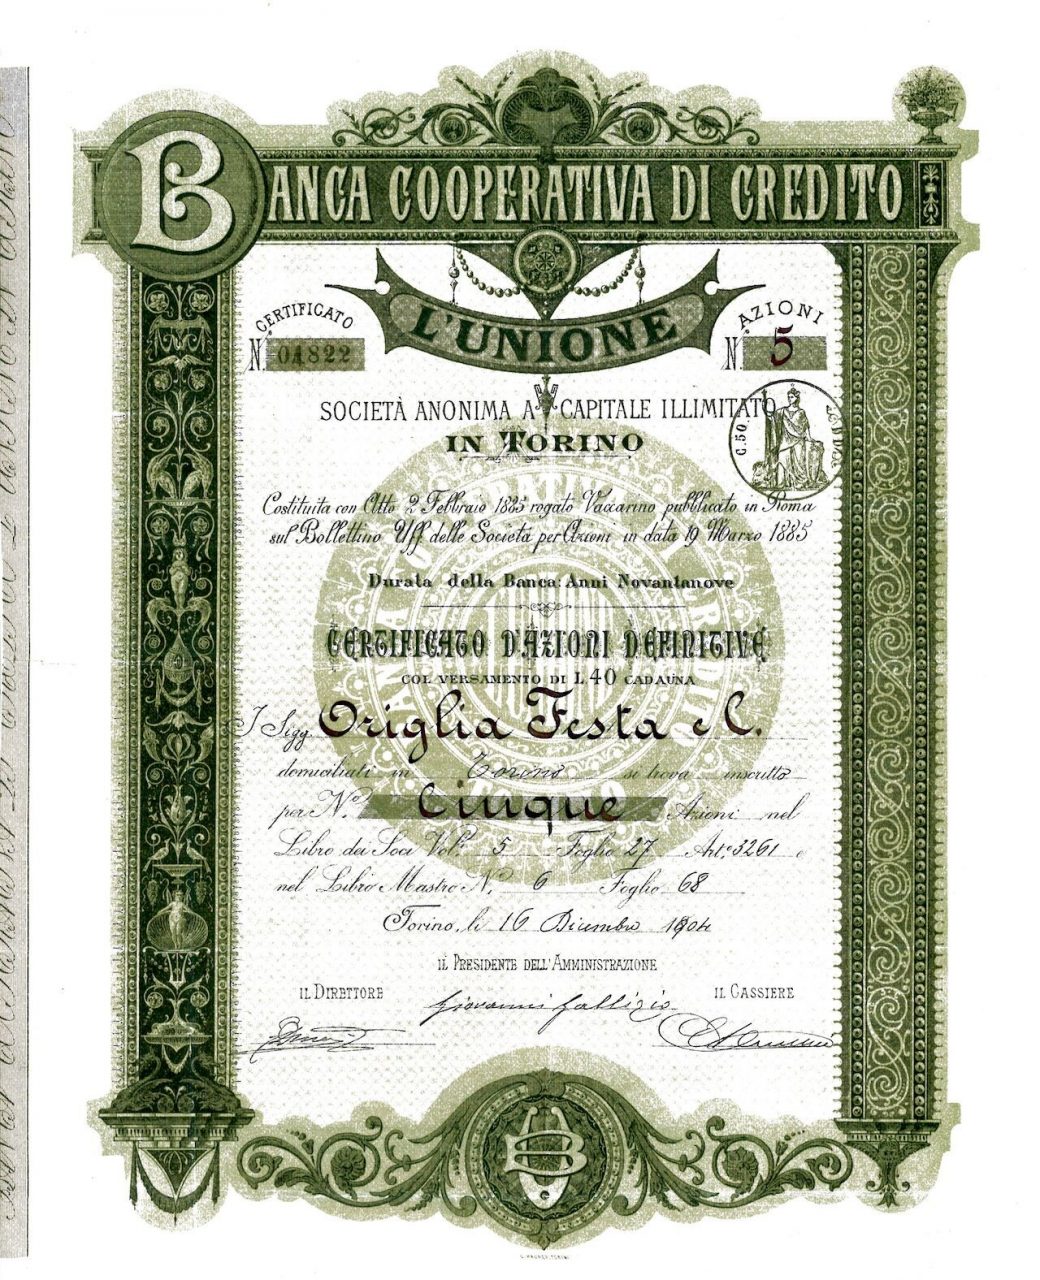 BANCA COOPERATIVA DI CREDITO
L'UNIONE
CERTIFICATO
N. 01822
AZIONI
N. 5
SOCIETÀ ANONIMA A CAPITALE ILLIMITATO
IN TORINO
C.50
Costituita con Atto 2 Febbraio 1885 rogato Vaccarino pubblicato in Roma
sul Bollettino Uff delle Società per Azioni in data 19 Marzo 1885
Durata della Banca: Anni Novantanove
CERTIFICATO D'AZIONI DEFINITIVE
COL VERSAMENTO DI L 40 CADAUNA
I Sigg. Origlia Festa e C.
domiciliati in Torino si trova inscritto
per N.° Cinque Azioni nel
Libro dei Soci Vol.° 5 Foglio 27 Art.° 3261 e
nel Libro Mastro N. 6 Foglio 68
Torino, li 16 Dicembre 1904
IL PRESIDENTE DELL'AMMINISTRAZIONE
IL DIRETTORE
IL CASSIERE